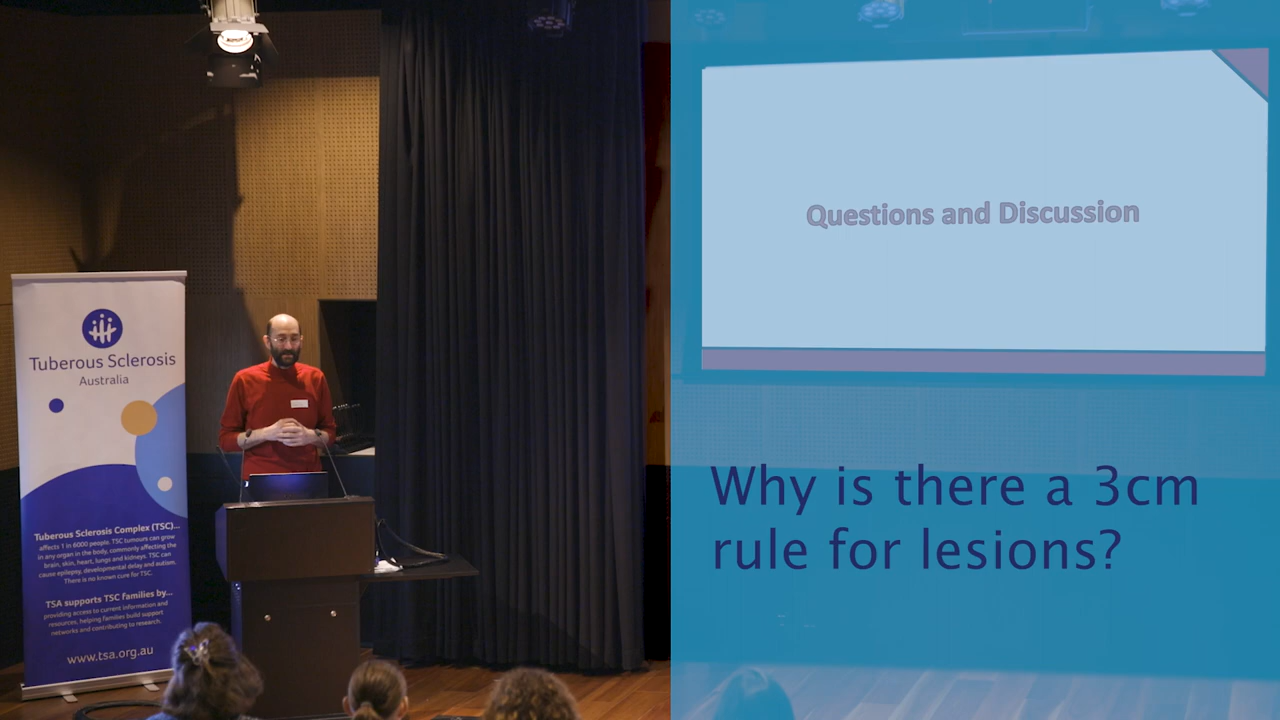 Tuberous Sclerosis
Australia
Tuberous Sclerosis Complex (TSC)...
affects 1 in 6000 people. TSC tumours can grow
in any organ in the body, commonly affecting the
brain, skin, heart, lungs and kidneys. TSC can
cause epilepsy, developmental delay and autism.
There is no known cure for TSC.
TSA supports TSC families by...
providing access to current information and
resources, helping families build support
networks and contributing to research.
www.tsa.org.au
Questions and Discussion
Why is there a 3cm
rule for lesions?